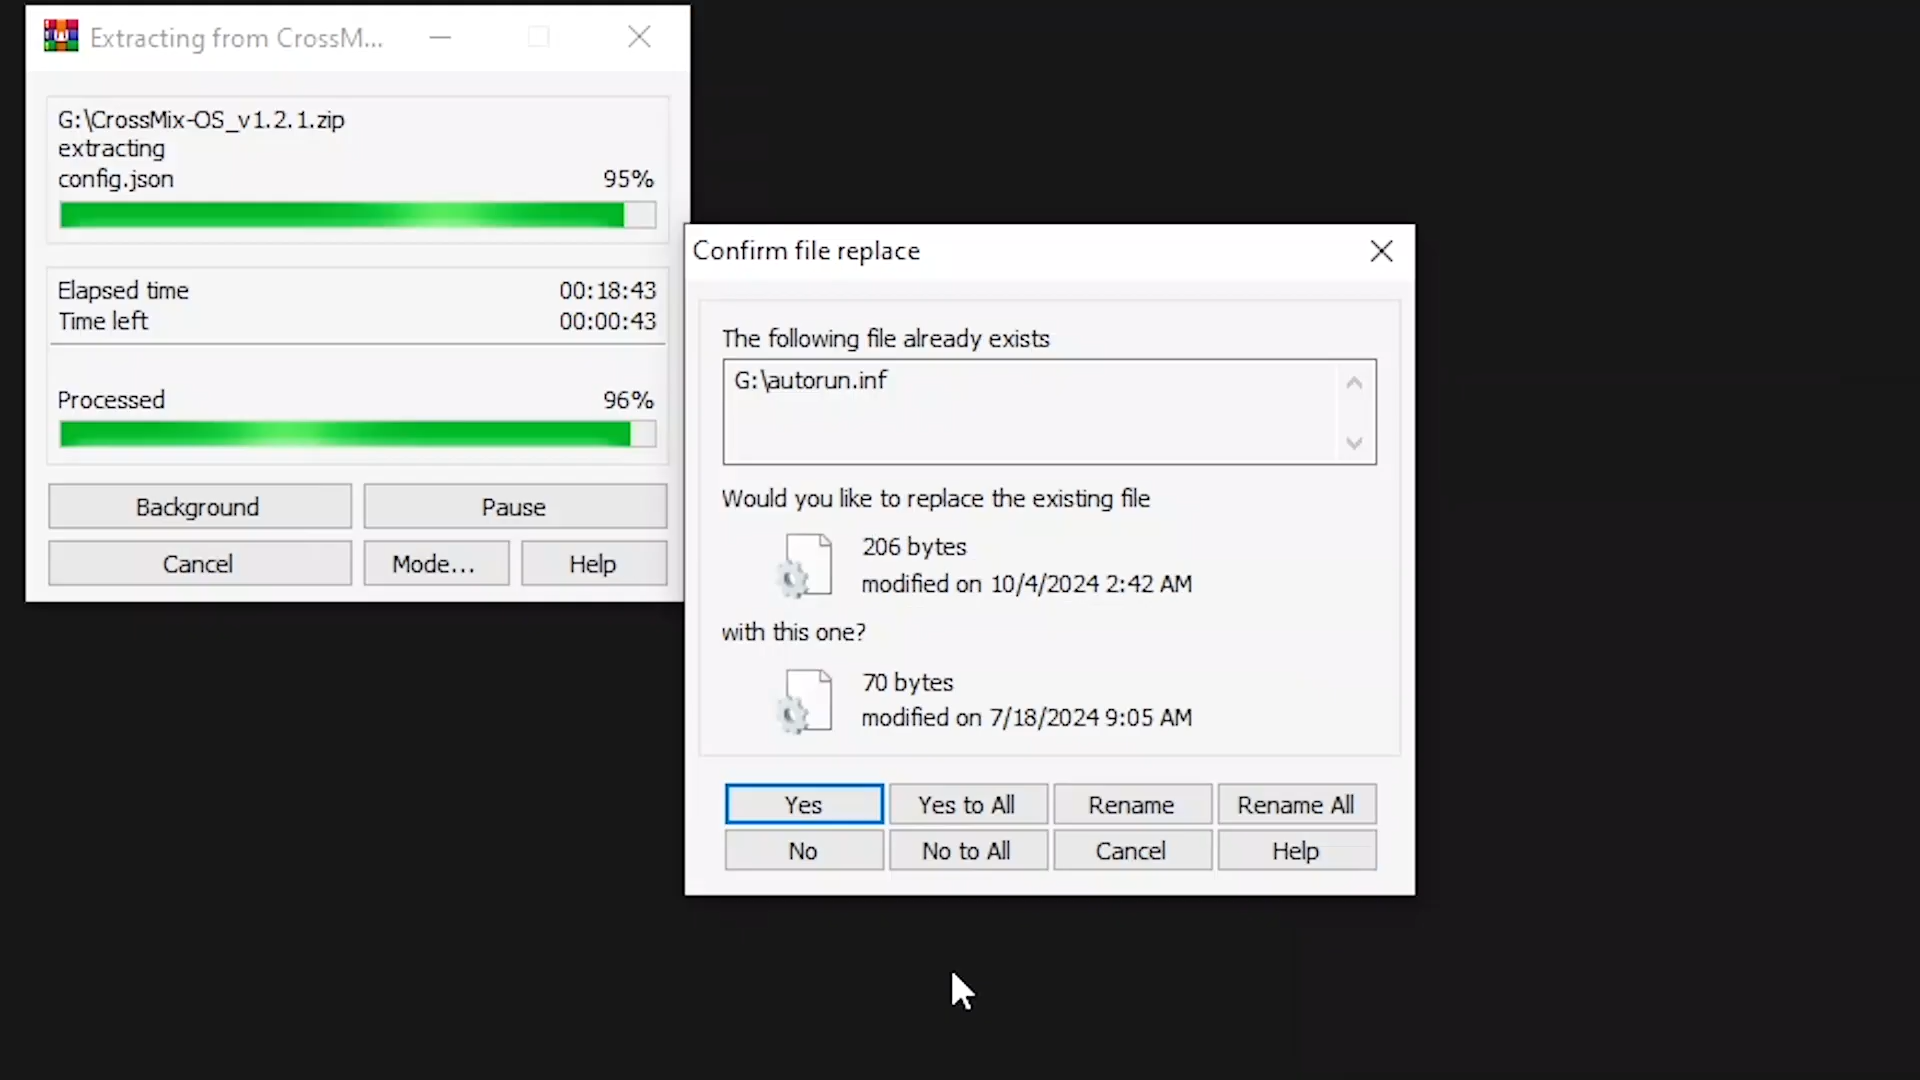 Extracting from CrossM...
G:\CrossMix-OS_v1.2.1.zip
extracting
config.json 95%
Elapsed time 00:18:43
Time left 00:00:43
Processed 96%
Background Pause
Cancel Mode... Help
Confirm file replace
The following file already exists
G:\autorun.inf
Would you like to replace the existing file
206 bytes
modified on 10/4/2024 2:42 AM
with this one?
70 bytes
modified on 7/18/2024 9:05 AM
Yes Yes to All Rename Rename All
No No to All Cancel Help